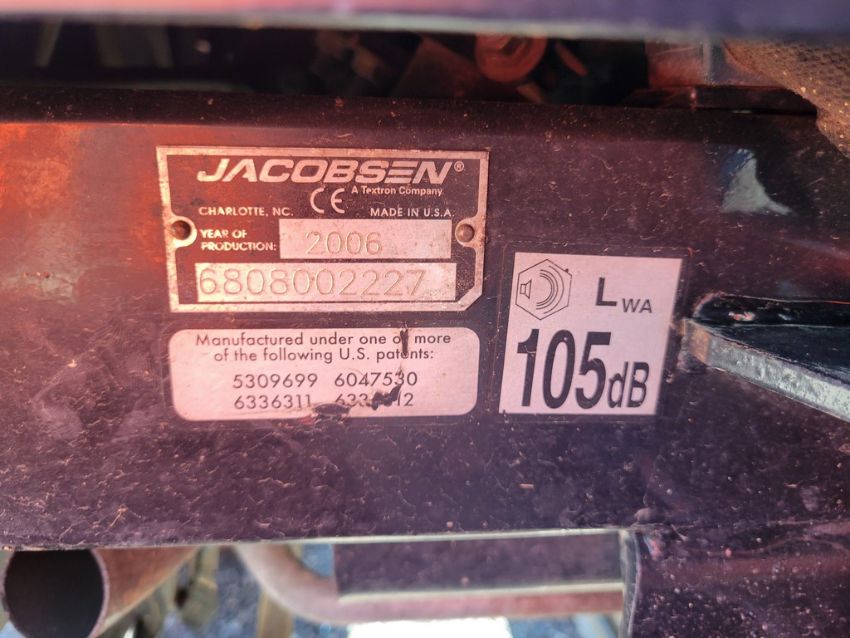 JACOBSEN®
A Textron Company
CHARLOTTE, NC. CE MADE IN U.S.A.
YEAR OF PRODUCTION: 2006
6808002227
Manufactured under one of more
of the following U.S. patents:
5309699 6047530
6336311
LWA
105dB